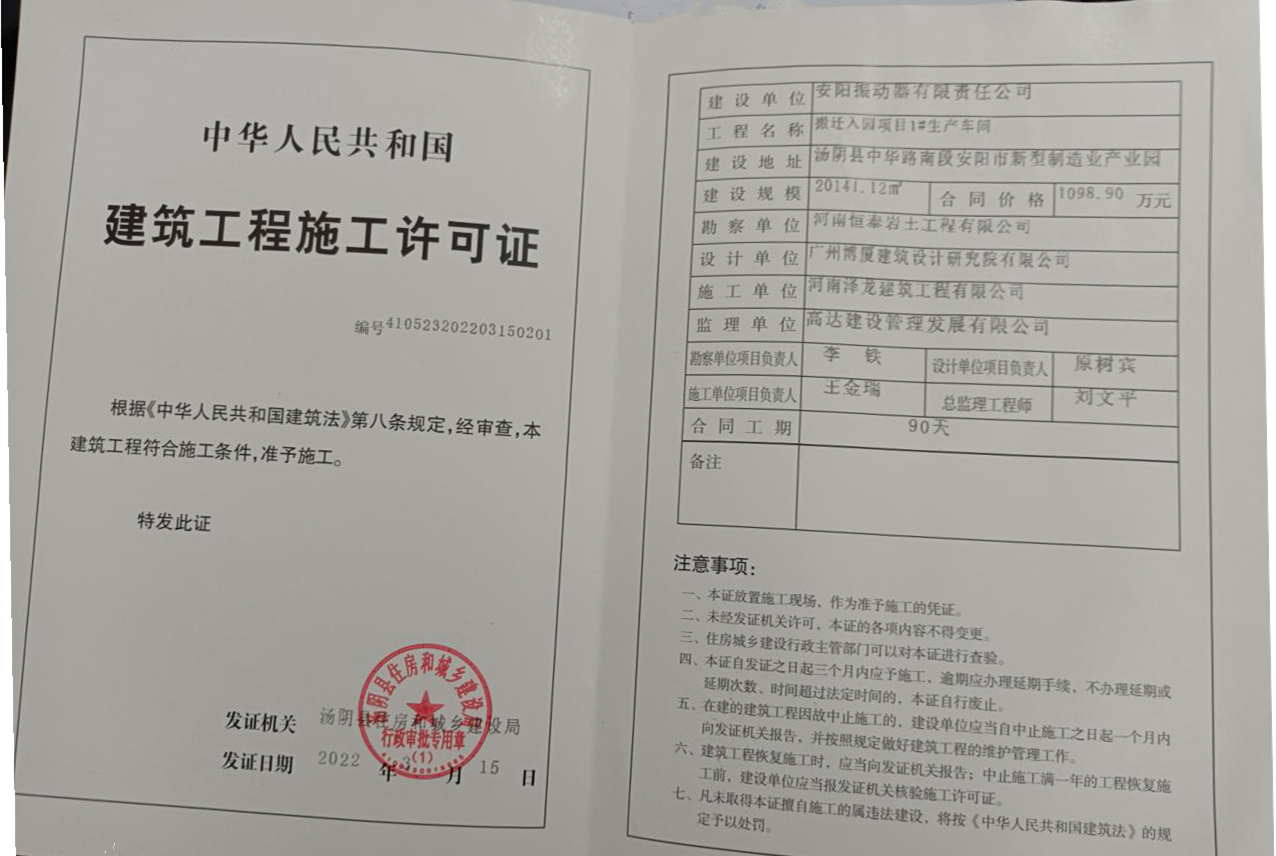 中华人民共和国
建筑工程施工许可证
编号410523202203150201
根据《中华人民共和国建筑法》第八条规定,经审查,本
建筑工程符合施工条件,准予施工。
特发此证
发证机关 汤阴县住房和城乡建设局
发证日期 2022 年 3 月 15 日
汤阴县住房和城乡建设局
行政审批专用章
(1)
建设单位 安阳振动器有限责任公司
工程名称 搬迁入园项目1#生产车间
建设地址 汤阴县中华路南段安阳市新型制造业产业园
建设规模 20141.12㎡ 合同价格 1098.90 万元
勘察单位 河南恒泰岩土工程有限公司
设计单位 广州博厦建筑设计研究院有限公司
施工单位 河南泽龙建筑工程有限公司
监理单位 高达建设管理发展有限公司
勘察单位项目负责人 李铁 设计单位项目负责人 原树宾
施工单位项目负责人 王金瑞 总监理工程师 刘文平
合同工期 90天
备注
注意事项:
一、本证放置施工现场,作为准予施工的凭证。
二、未经发证机关许可,本证的各项内容不得变更。
三、住房城乡建设行政主管部门可以对本证进行查验。
四、本证自发证之日起三个月内应予施工,逾期应办理延期手续,不办理延期或
延期次数、时间超过法定时间的,本证自行废止。
五、在建的建筑工程因故中止施工的,建设单位应当自中止施工之日起一个月内
向发证机关报告,并按照规定做好建筑工程的维护管理工作。
六、建筑工程恢复施工时,应当向发证机关报告;中止施工满一年的工程恢复施
工前,建设单位应当报发证机关核验施工许可证。
七、凡未取得本证擅自施工的属违法建设,将按《中华人民共和国建筑法》的规
定予以处罚。